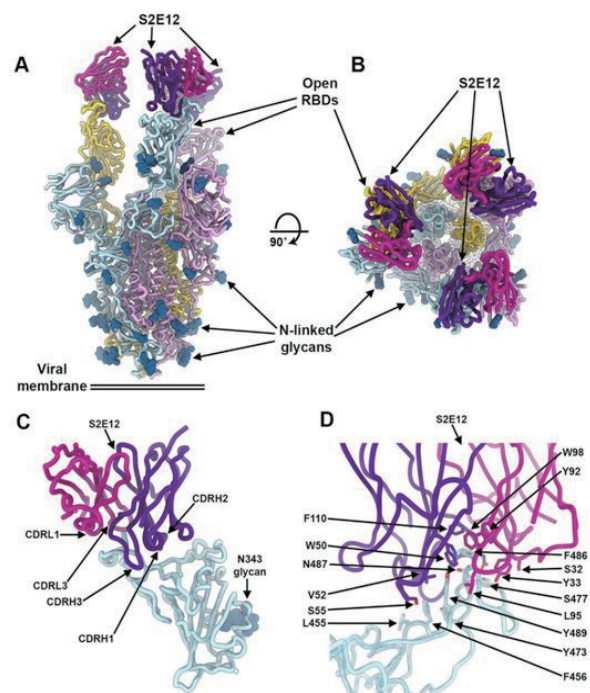 S2E12
A
B
S2E12
Open
RBDs
90°
N-linked
glycans
Viral
membrane
C
D
S2E12
S2E12
CDRH2
CDRL1
N343
glycan
CDRL3
CDRH3
CDRH1
W98
Y92
F110
W50
N487
F486
S32
Y33
V52
S477
S55
L95
L455
Y489
Y473
F456